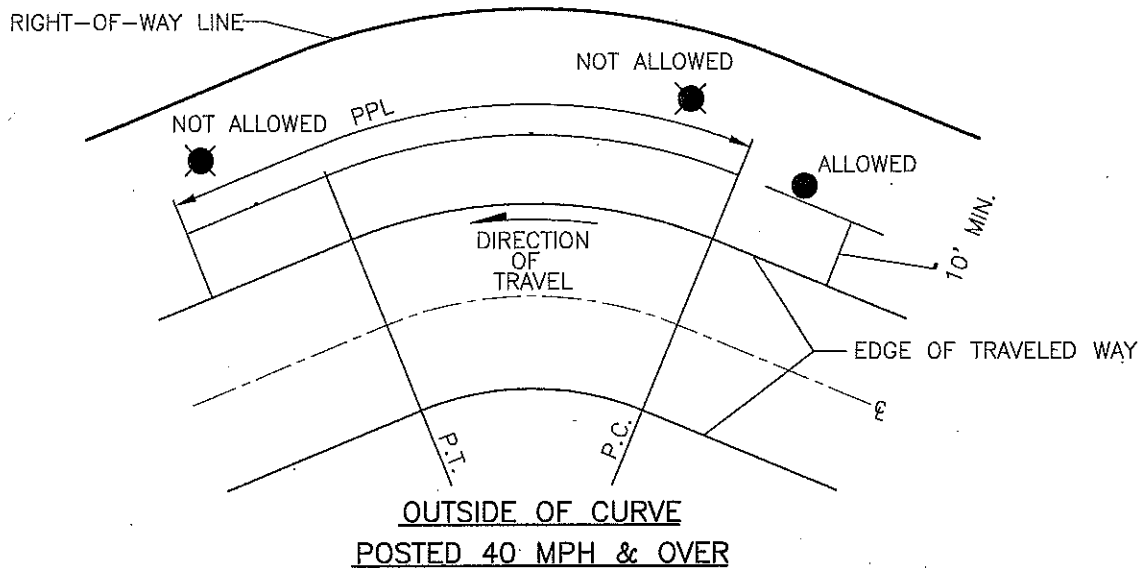 RIGHT-OF-WAY LINE
NOT ALLOWED
NOT ALLOWED
PPL
ALLOWED
10' MIN.
DIRECTION
OF
TRAVEL
EDGE OF TRAVELED WAY
℄
P.T.
P.C.
OUTSIDE OF CURVE
POSTED 40 MPH & OVER